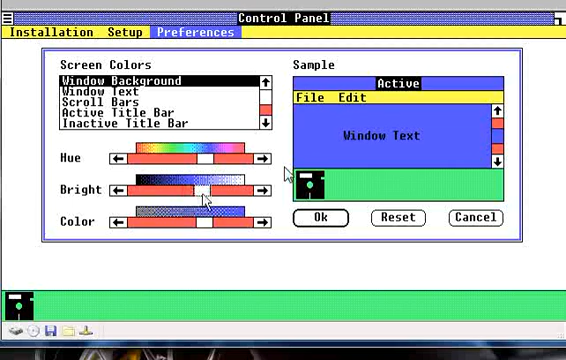 Control Panel
Installation Setup Preferences
Screen Colors
Window Background
Window Text
Scroll Bars
Active Title Bar
Inactive Title Bar
Hue
Bright
Color
Sample
Active
File Edit
Window Text
Ok Reset Cancel